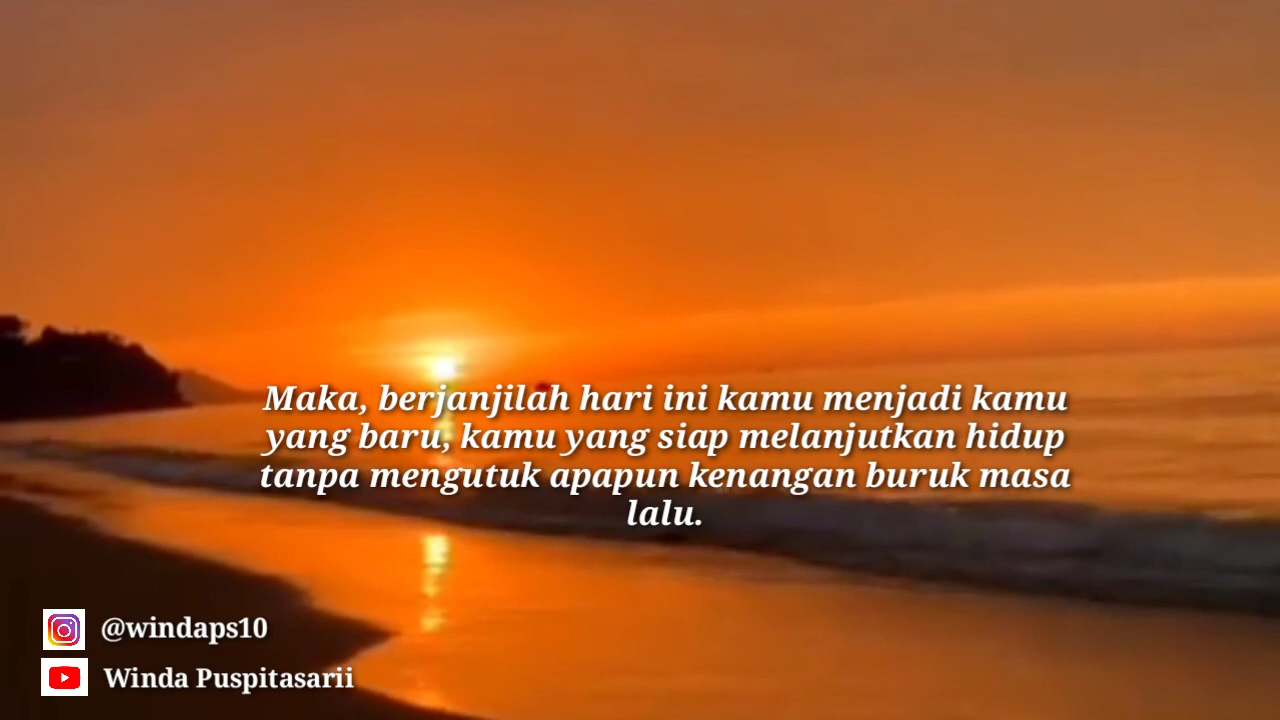 Maka, berjanjilah hari ini kamu menjadi kamu
yang baru, kamu yang siap melanjutkan hidup
tanpa mengutuk apapun kenangan buruk masa
lalu.
@windaps10
Winda Puspitasarii